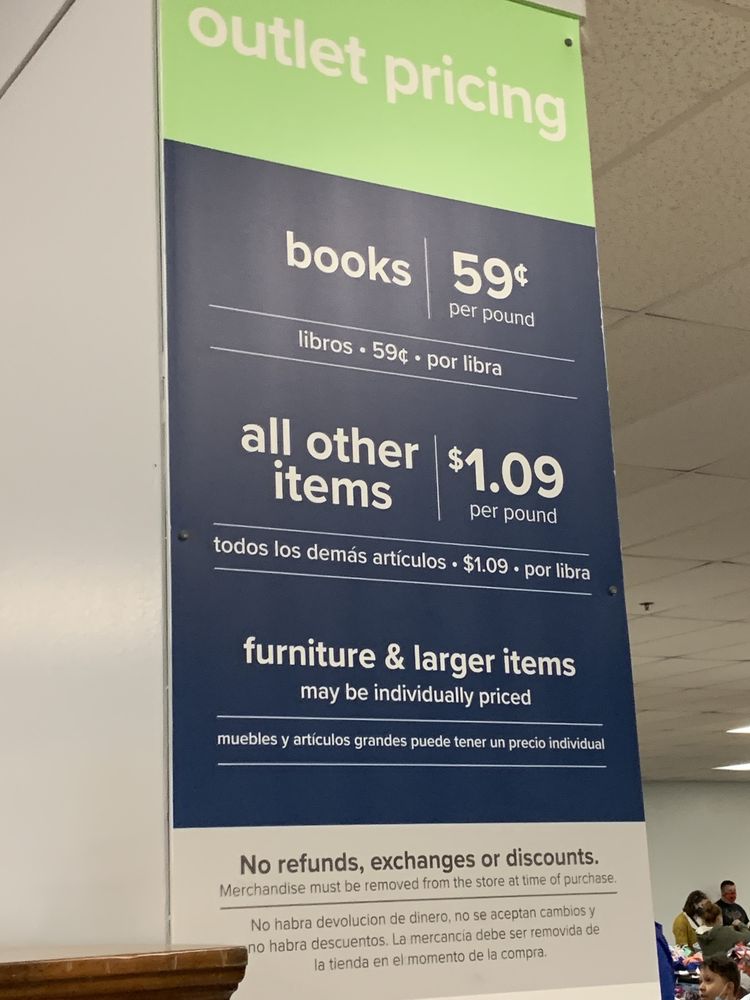 outlet pricing
books
59¢
per pound
libros • 59¢ • por libra
all other
items
$1.09
per pound
todos los demás artículos • $1.09 • por libra
furniture & larger items
may be individually priced
muebles y artículos grandes puede tener un precio individual
No refunds, exchanges or discounts.
Merchandise must be removed from the store at time of purchase.
No habra devolucion de dinero, no se aceptan cambios y
no habra descuentos. La mercancia debe ser removida de
la tienda en el momento de la compra.